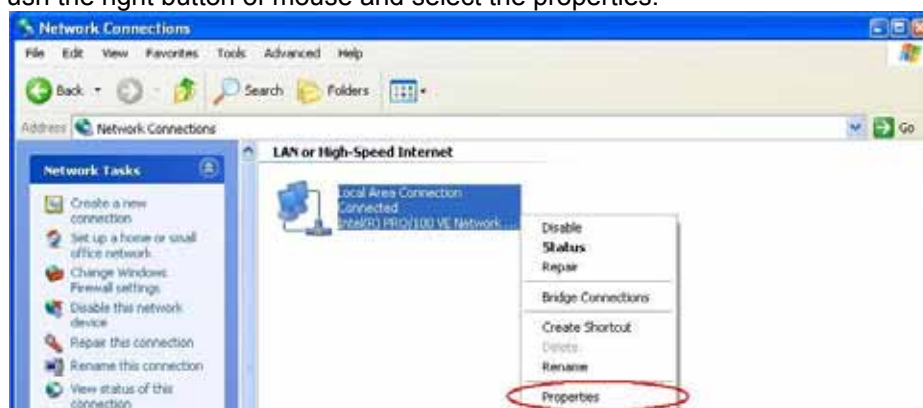 ush the right button of mouse and select the properties.
Network Connections
File Edit View Favorites Tools Advanced Help
Back Search Folders
Address Network Connections Go
LAN or High-Speed Internet
Network Tasks
Create a new
connection
Set up a home or small
office network
Change Windows
Firewall settings
Disable this network
device
Repair this connection
Rename this connection
View status of this
connection
Local Area Connection
Connected
Intel(R) PRO/100 VE Network...
Disable
Status
Repair
Bridge Connections
Create Shortcut
Delete
Rename
Properties